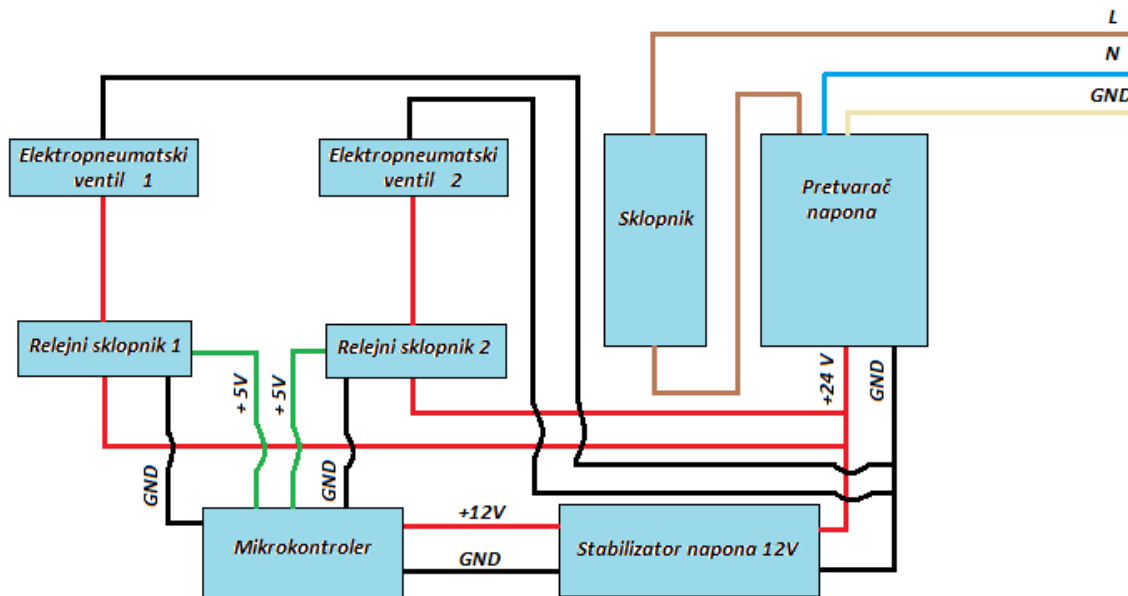 L
N
GND
Elektropneumatski
ventil 1
Elektropneumatski
ventil 2
Sklopnik
Pretvarač
napona
Relejni sklopnik 1
Relejni sklopnik 2
+ 5V
+ 5V
+24 V
GND
GND
GND
+12V
Mikrokontroler
GND
Stabilizator napona 12V